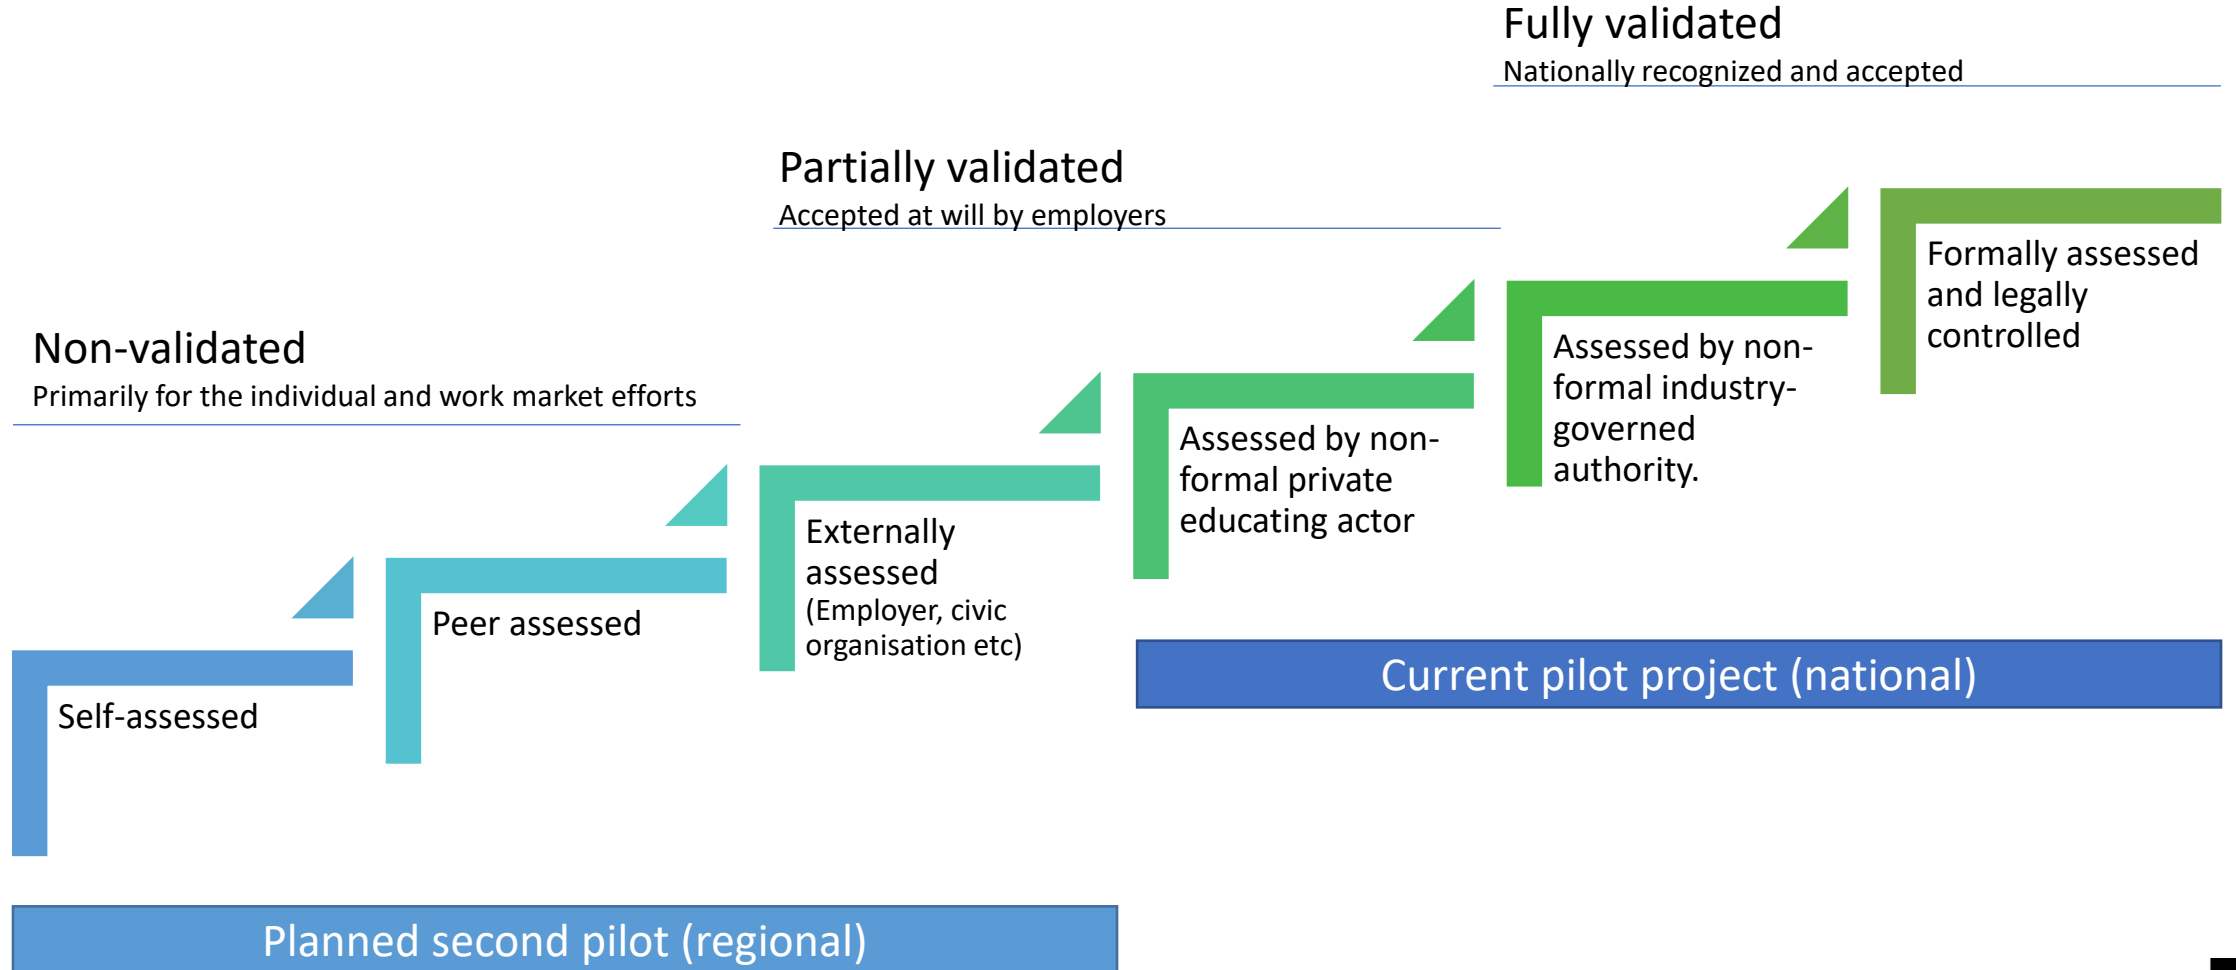 Fully validated
Nationally recognized and accepted
Partially validated
Accepted at will by employers
Non-validated
Primarily for the individual and work market efforts
Self-assessed
Peer assessed
Externally
assessed
(Employer, civic
organisation etc)
Assessed by non-
formal private
educating actor
Assessed by non-
formal industry-
governed
authority.
Formally assessed
and legally
controlled
Current pilot project (national)
Planned second pilot (regional)